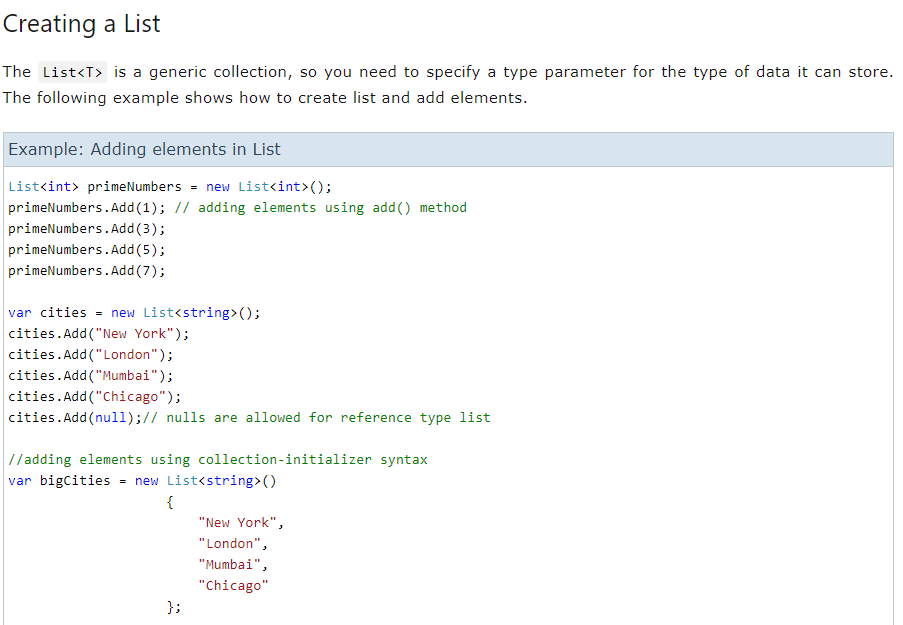 Creating a List
The List<T> is a generic collection, so you need to specify a type parameter for the type of data it can store.
The following example shows how to create list and add elements.
Example: Adding elements in List
List<int> primeNumbers = new List<int>();
primeNumbers.Add(1); // adding elements using add() method
primeNumbers.Add(3);
primeNumbers.Add(5);
primeNumbers.Add(7);
var cities = new List<string>();
cities.Add("New York");
cities.Add("London");
cities.Add("Mumbai");
cities.Add("Chicago");
cities.Add(null);// nulls are allowed for reference type list
//adding elements using collection-initializer syntax
var bigCities = new List<string>()
{
"New York",
"London",
"Mumbai",
"Chicago"
};